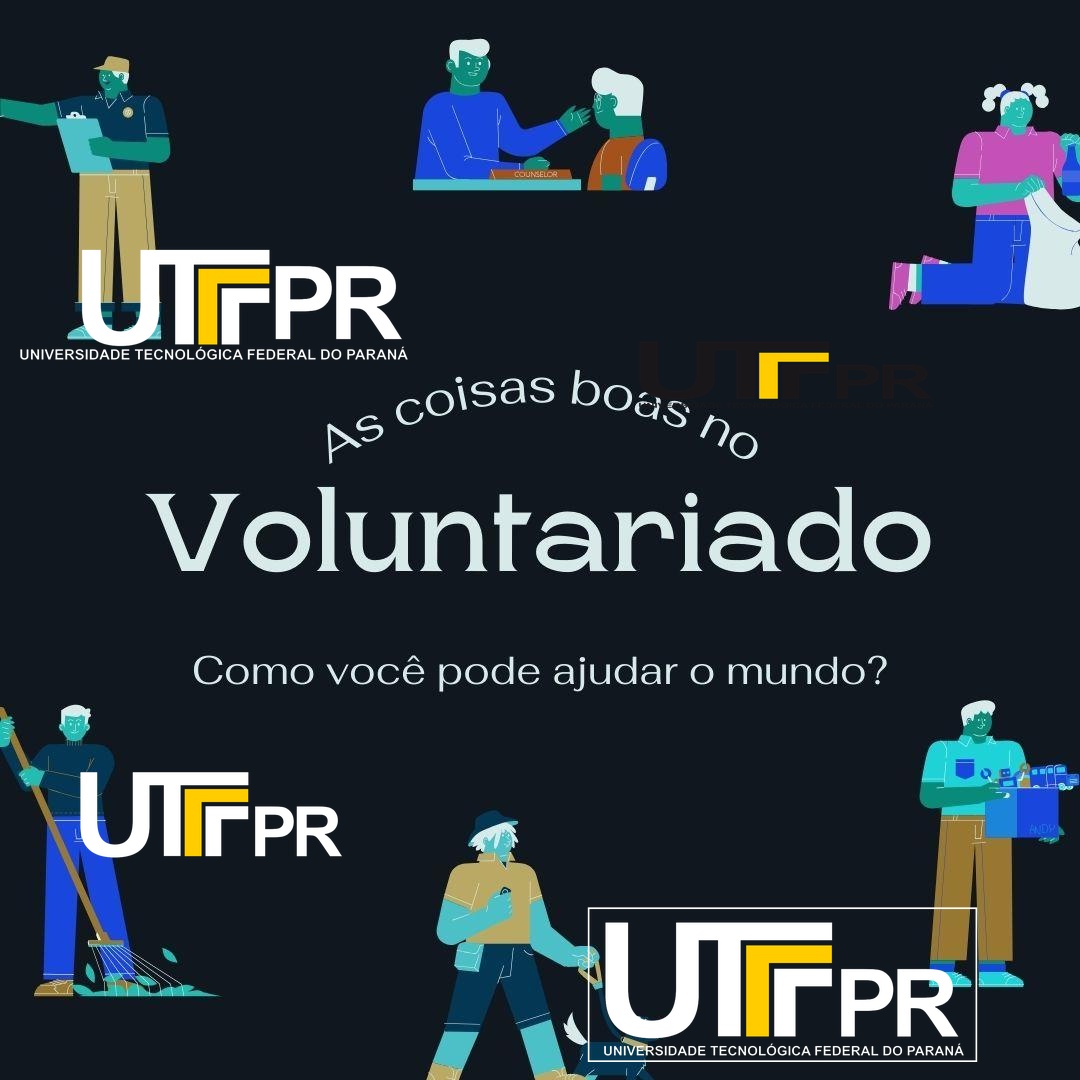 COUNSELOR
UTFPR
UNIVERSIDADE TECNOLÓGICA FEDERAL DO PARANÁ
UTFPR
As coisas boas no
Voluntariado
Como você pode ajudar o mundo?
UTFPR
UTFPR
UNIVERSIDADE TECNOLÓGICA FEDERAL DO PARANÁ